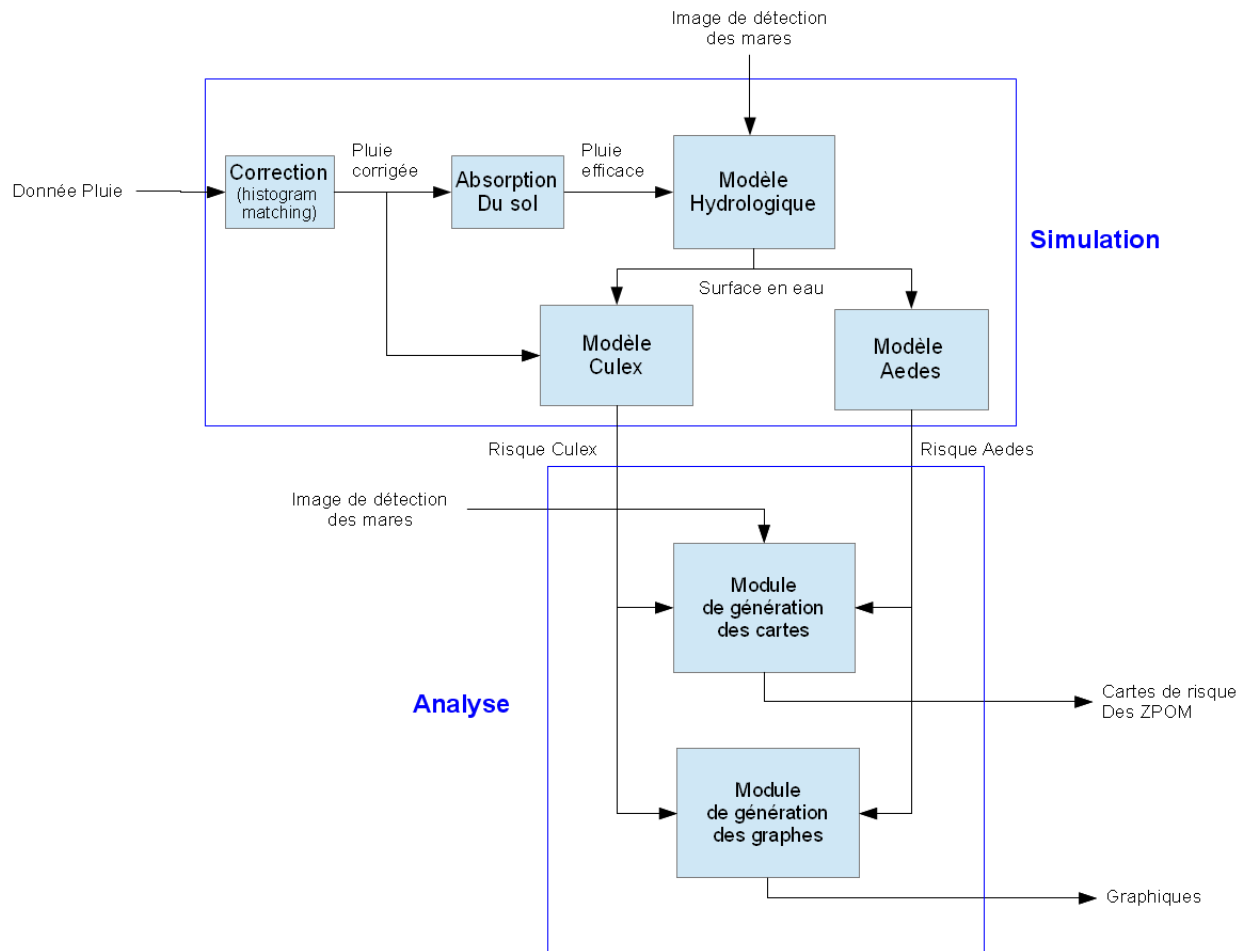 Image de détection
des mares
Donnée Pluie
Correction
(histogram
matching)
Pluie
corrigée
Absorption
Du sol
Pluie
efficace
Modèle
Hydrologique
Simulation
Surface en eau
Modèle
Culex
Modèle
Aedes
Risque Culex
Risque Aedes
Image de détection
des mares
Module
de génération
des cartes
Analyse
Cartes de risque
Des ZPOM
Module
de génération
des graphes
Graphiques